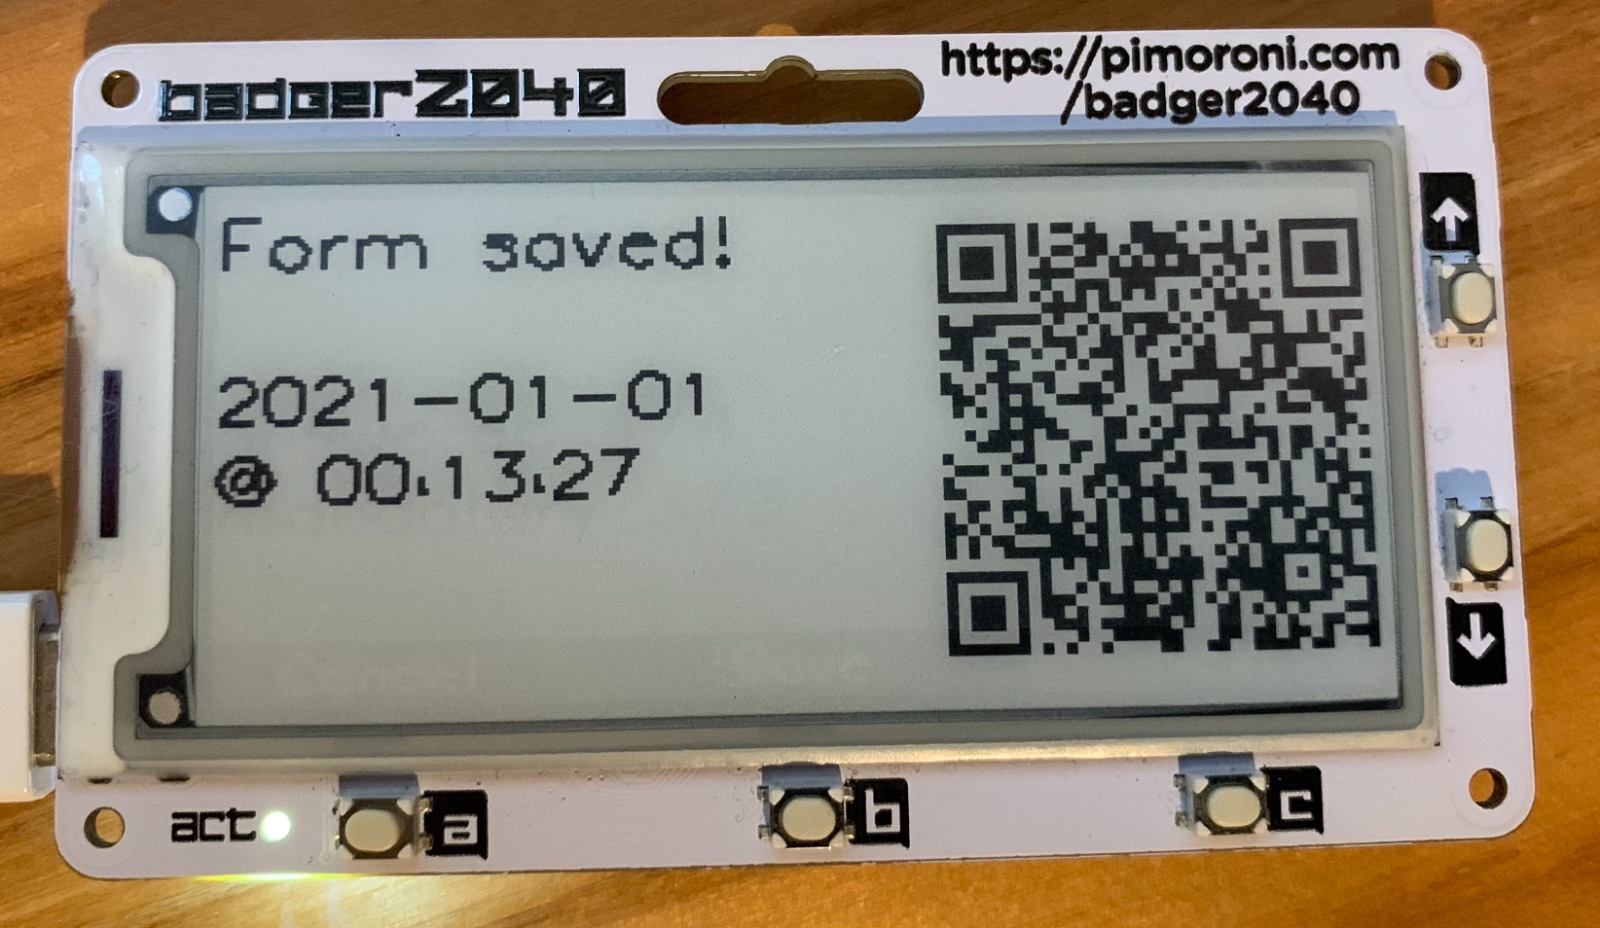 badger2040
https://pimoroni.com
/badger2040
Form saved!
2021-01-01
@ 00:13:27
act
a
b
c